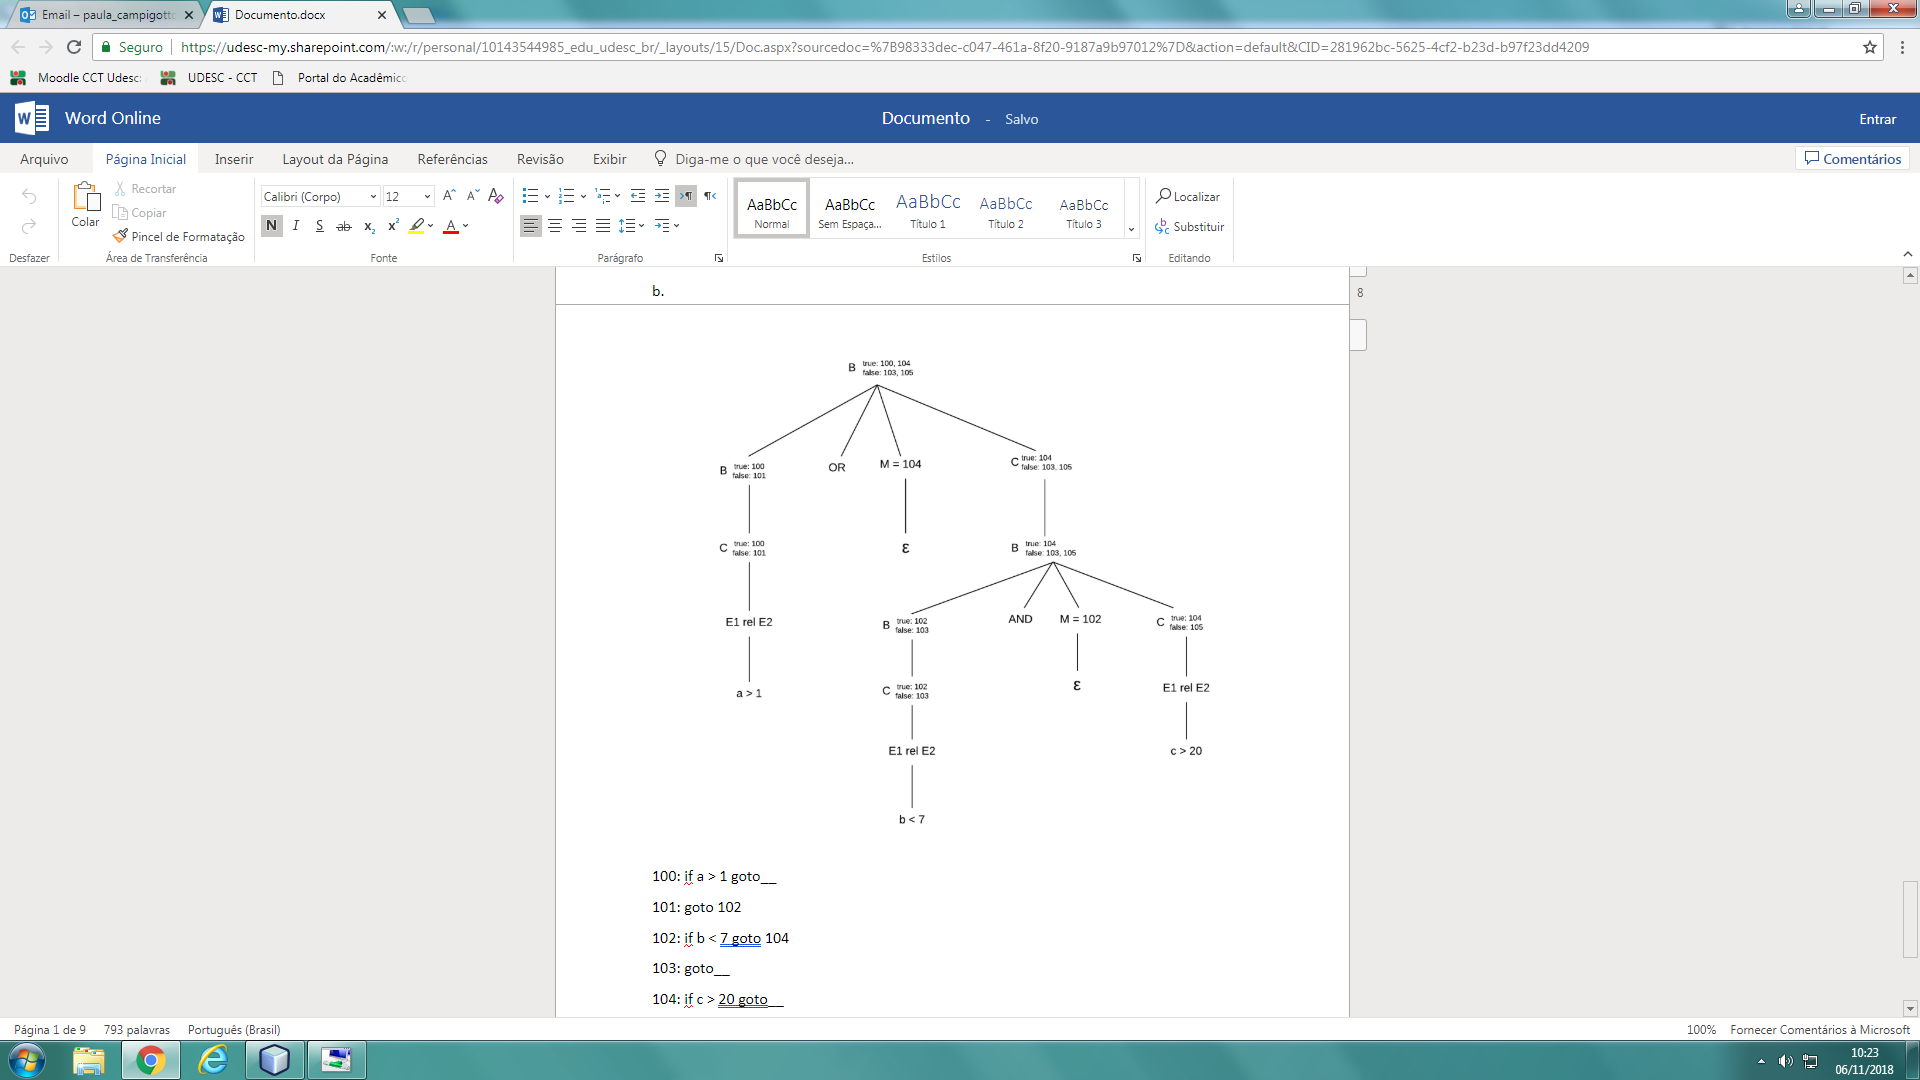 Email – paula_campigotto
Documento.docx
Seguro
https://udesc-my.sharepoint.com/:w:/r/personal/10143544985_edu_udesc_br/_layouts/15/Doc.aspx?sourcedoc=%7B98333dec-c047-461a-8f20-9187a9b97012%7D&action=default&CID=281962bc-5625-4cf2-b23d-b97f23dd4209
Moodle CCT Udesc:
UDESC - CCT
Portal do Acadêmico
Word Online
Documento - Salvo
Entrar
Arquivo
Página Inicial
Inserir
Layout da Página
Referências
Revisão
Exibir
Diga-me o que você deseja...
Comentários
Colar
Recortar
Copiar
Pincel de Formatação
Calibri (Corpo)
12
N I S ab x₂ x²
AaBbCc
Normal
AaBbCc
Sem Espaça...
AaBbCc
Título 1
AaBbCc
Título 2
AaBbCc
Título 3
Localizar
Substituir
Desfazer
Área de Transferência
Fonte
Parágrafo
Estilos
Editando
b.
8
B true: 100, 104
false: 103, 105
B true: 100
false: 101
OR
M = 104
C true: 104
false: 103, 105
C true: 100
false: 101
ε
B true: 104
false: 103, 105
E1 rel E2
B true: 102
false: 103
AND
M = 102
C true: 104
false: 105
a > 1
C true: 102
false: 103
ε
E1 rel E2
E1 rel E2
c > 20
b < 7
100: if a > 1 goto__
101: goto 102
102: if b < 7 goto 104
103: goto__
104: if c > 20 goto__
Página 1 de 9
793 palavras
Português (Brasil)
100%
Fornecer Comentários à Microsoft
10:23
06/11/2018